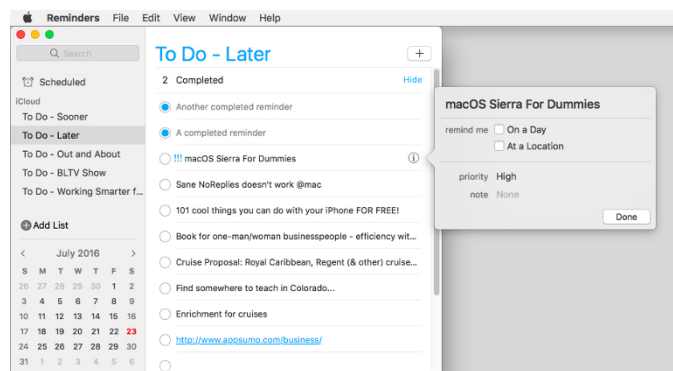 Reminders File Edit View Window Help
Search
Scheduled
iCloud
To Do - Sooner
To Do - Later
To Do - Out and About
To Do - BLTV Show
To Do - Working Smarter f...
Add List
< July 2016 >
S M T W T F S
26 27 28 29 30 1 2
3 4 5 6 7 8 9
10 11 12 13 14 15 16
17 18 19 20 21 22 23
24 25 26 27 28 29 30
31 1 2 3 4 5 6
To Do - Later +
2 Completed Hide
Another completed reminder
A completed reminder
!!! macOS Sierra For Dummies
Sane NoReplies doesn't work @mac
101 cool things you can do with your iPhone FOR FREE!
Book for one-man/woman businesspeople - efficiency wit...
Cruise Proposal: Royal Caribbean, Regent (& other) cruise...
Find somewhere to teach in Colorado...
Enrichment for cruises
http://www.appsumo.com/business/
macOS Sierra For Dummies
remind me On a Day
At a Location
priority High
note None
Done